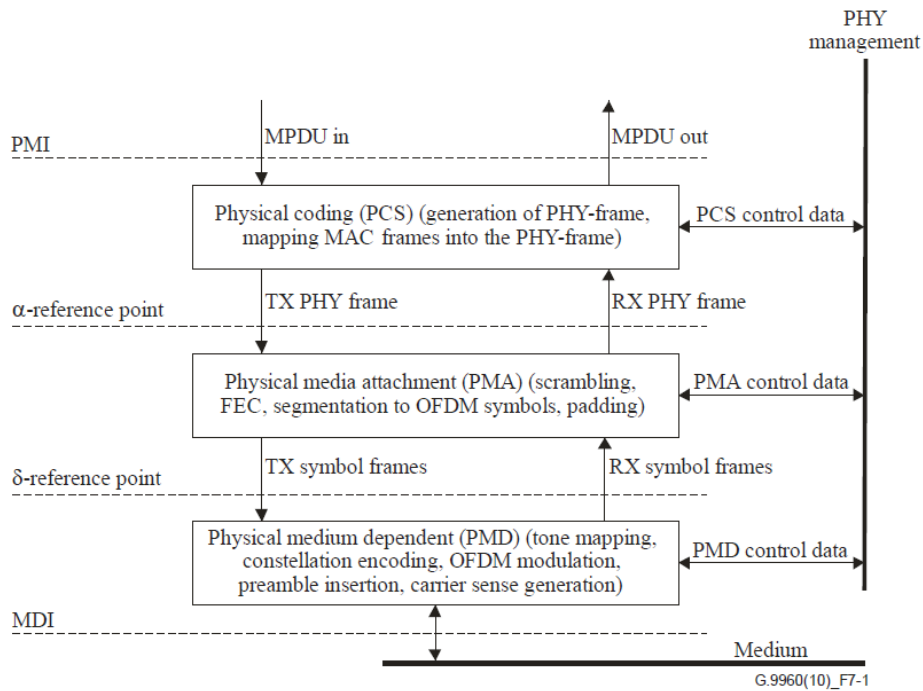 PHY
management
MPDU in
MPDU out
PMI
Physical coding (PCS) (generation of PHY-frame,
mapping MAC frames into the PHY-frame)
PCS control data
TX PHY frame
RX PHY frame
α-reference point
Physical media attachment (PMA) (scrambling,
FEC, segmentation to OFDM symbols, padding)
PMA control data
TX symbol frames
RX symbol frames
δ-reference point
Physical medium dependent (PMD) (tone mapping,
constellation encoding, OFDM modulation,
preamble insertion, carrier sense generation)
PMD control data
MDI
Medium
G.9960(10)_F7-1